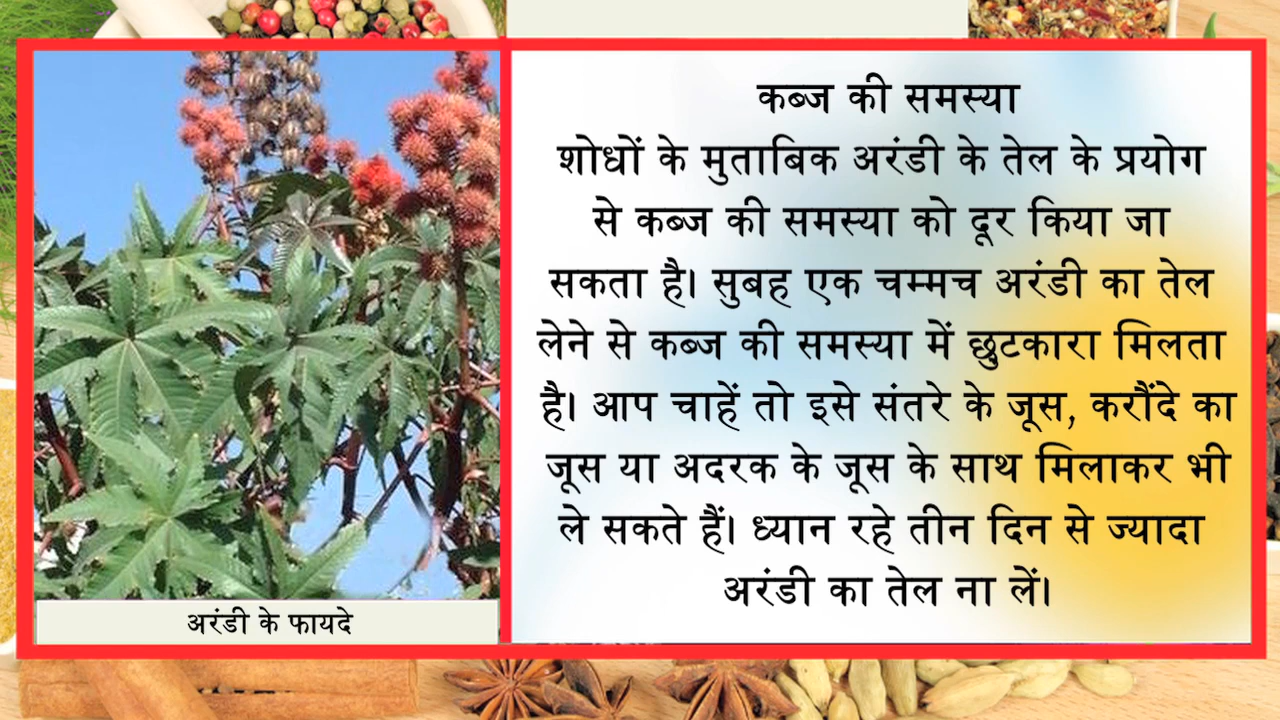 कब्ज की समस्या
शोधों के मुताबिक अरंडी के तेल के प्रयोग
से कब्ज की समस्या को दूर किया जा
सकता है। सुबह एक चम्मच अरंडी का तेल
लेने से कब्ज की समस्या में छुटकारा मिलता
है। आप चाहें तो इसे संतरे के जूस, करौंदे का
जूस या अदरक के जूस के साथ मिलाकर भी
ले सकते हैं। ध्यान रहे तीन दिन से ज्यादा
अरंडी का तेल ना लें।
अरंडी के फायदे